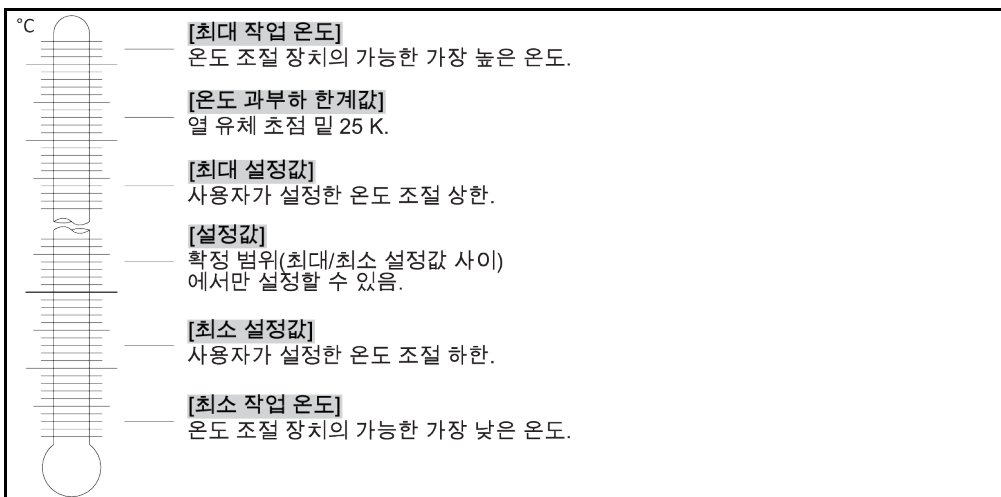 °C
[최대 작업 온도]
온도 조절 장치의 가능한 가장 높은 온도.
[온도 과부하 한계값]
열 유체 초점 밑 25 K.
[최대 설정값]
사용자가 설정한 온도 조절 상한.
[설정값]
확정 범위(최대/최소 설정값 사이)
에서만 설정할 수 있음.
[최소 설정값]
사용자가 설정한 온도 조절 하한.
[최소 작업 온도]
온도 조절 장치의 가능한 가장 낮은 온도.